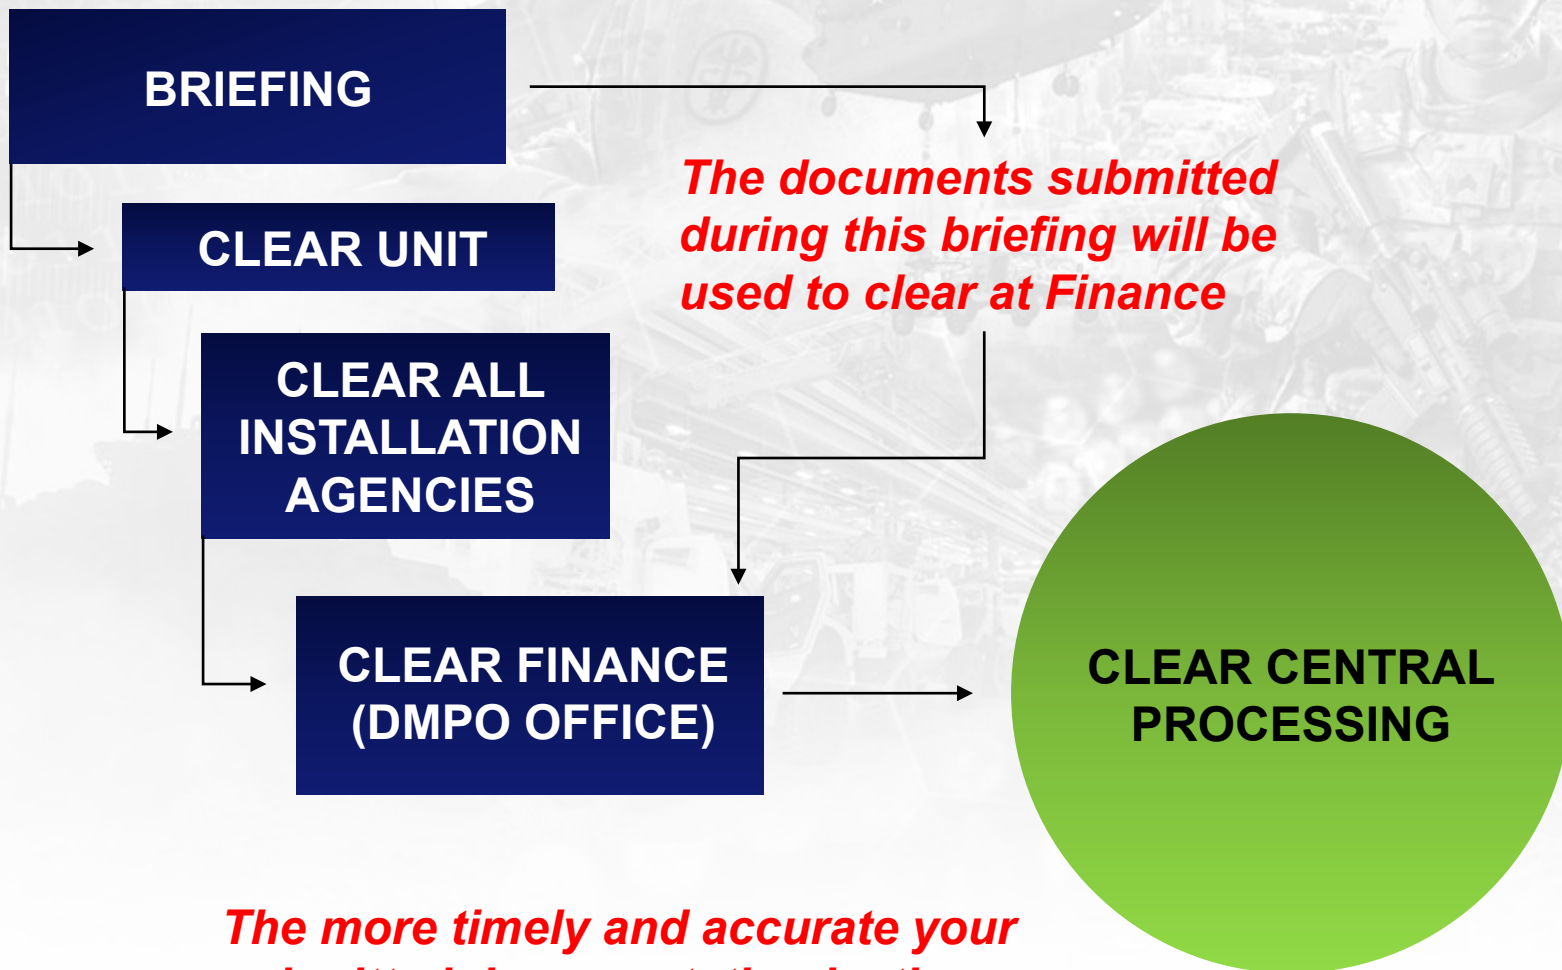 BRIEFING
The documents submitted
during this briefing will be
used to clear at Finance
CLEAR UNIT
CLEAR ALL
INSTALLATION
AGENCIES
CLEAR FINANCE
(DMPO OFFICE)
CLEAR CENTRAL
PROCESSING
The more timely and accurate your